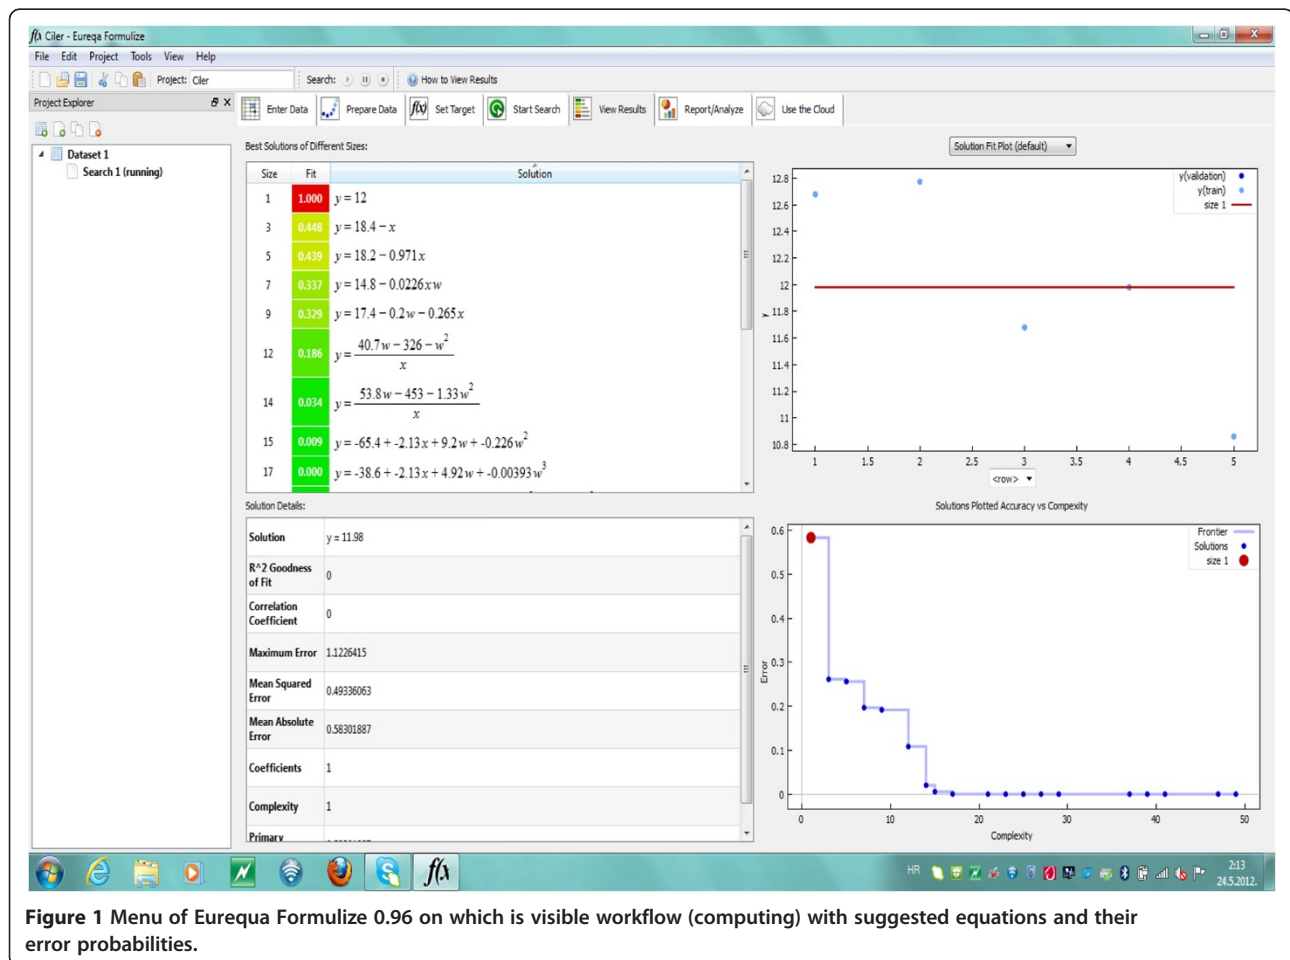 f(x) Ciler - Eureqa Formulize
File Edit Project Tools View Help
Project: Ciler Search: How to View Results
Project Explorer
Enter Data Prepare Data f(x) Set Target Start Search View Results Report/Analyze Use the Cloud
Dataset 1
Search 1 (running)
Best Solutions of Different Sizes:
Size Fit Solution
1 1.000 y = 12
3 0.448 y = 18.4 − x
5 0.439 y = 18.2 − 0.971x
7 0.337 y = 14.8 − 0.0226xw
9 0.329 y = 17.4 − 0.2w − 0.265x
12 0.186 y = (40.7w − 326 − w²)/x
14 0.034 y = (53.8w − 453 − 1.33w²)/x
15 0.009 y = -65.4 + -2.13x + 9.2w + -0.226w²
17 0.000 y = -38.6 + -2.13x + 4.92w + -0.00393w³
Solution Fit Plot (default)
y(validation)
y(train)
size 1
12.8
12.6
12.4
12.2
12
11.8
11.6
11.4
11.2
11
10.8
y
1 1.5 2 2.5 3 3.5 4 4.5 5
<row>
Solution Details:
Solution y = 11.98
R^2 Goodness
of Fit 0
Correlation
Coefficient 0
Maximum Error 1.1226415
Mean Squared
Error 0.49336063
Mean Absolute
Error 0.58301887
Coefficients 1
Complexity 1
Primary
Solutions Plotted Accuracy vs Compexity
Frontier
Solutions
size 1
0.6
0.5
0.4
0.3
0.2
0.1
0
Error
0 10 20 30 40 50
Complexity
f(x
HR
2:13
24.5.2012.
Figure 1 Menu of Eurequa Formulize 0.96 on which is visible workflow (computing) with suggested equations and their
error probabilities.